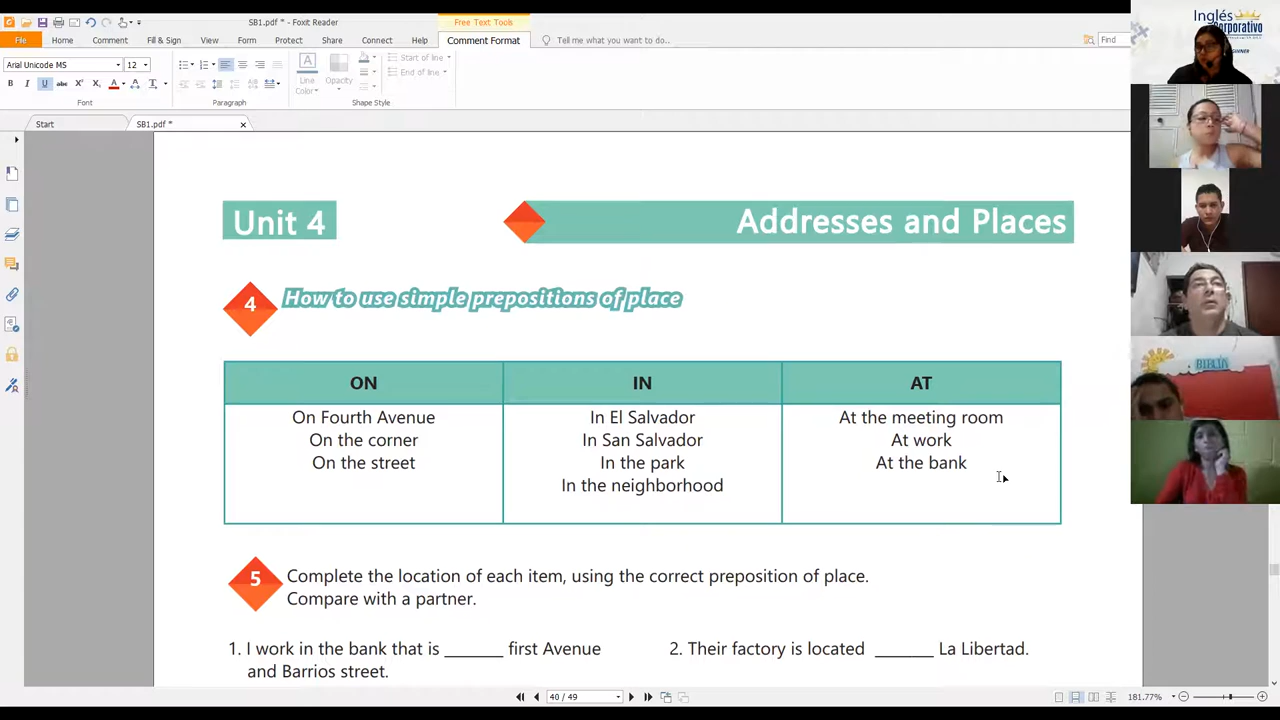 SB1.pdf * - Foxit Reader
Free Text Tools
File
Home
Comment
Fill & Sign
View
Form
Protect
Share
Connect
Help
Comment Format
Tell me what you want to do..
Find
Arial Unicode MS
12
Line
Color
Opacity
Start of line
End of line
Font
Paragraph
Shape Style
Start
SB1.pdf *
Inglés
Corporativo
Unit 4
Addresses and Places
4
How to use simple prepositions of place
ON
IN
AT
On Fourth Avenue
On the corner
On the street
In El Salvador
In San Salvador
In the park
In the neighborhood
At the meeting room
At work
At the bank
BIBLIA
5
Complete the location of each item, using the correct preposition of place.
Compare with a partner.
1. I work in the bank that is _______ first Avenue
and Barrios street.
2. Their factory is located _______ La Libertad.
40 / 49
181.77%